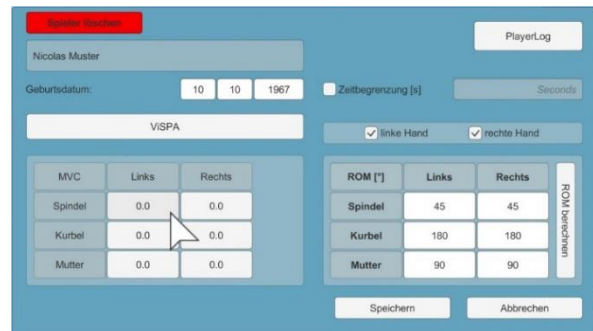 Spieler löschen
PlayerLog
Nicolas Muster
Geburtsdatum: 10 10 1967
Zeitbegrenzung [s] Seconds
ViSPA
linke Hand rechte Hand
MVC Links Rechts
Spindel 0.0 0.0
Kurbel 0.0 0.0
Mutter 0.0 0.0
ROM [°] Links Rechts
Spindel 45 45
Kurbel 180 180
Mutter 90 90
ROM berechnen
Speichern Abbrechen